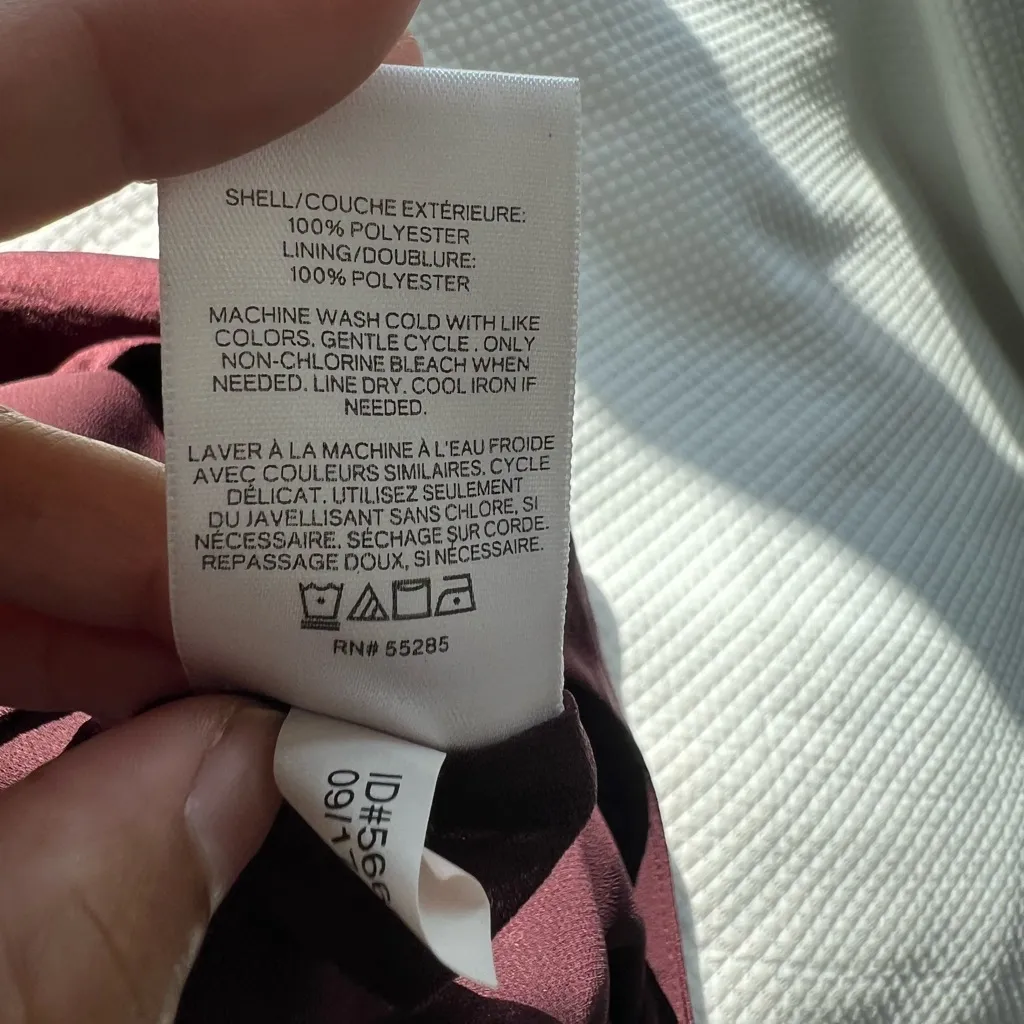 SHELL/COUCHE EXTÉRIEURE:
100% POLYESTER
LINING/DOUBLURE:
100% POLYESTER
MACHINE WASH COLD WITH LIKE
COLORS. GENTLE CYCLE . ONLY
NON-CHLORINE BLEACH WHEN
NEEDED. LINE DRY. COOL IRON IF
NEEDED.
LAVER À LA MACHINE À L'EAU FROIDE
AVEC COULEURS SIMILAIRES. CYCLE
DÉLICAT. UTILISEZ SEULEMENT
DU JAVELLISANT SANS CHLORE, SI
NÉCESSAIRE. SÉCHAGE SUR CORDE.
REPASSAGE DOUX, SI NÉCESSAIRE.
RN# 55285